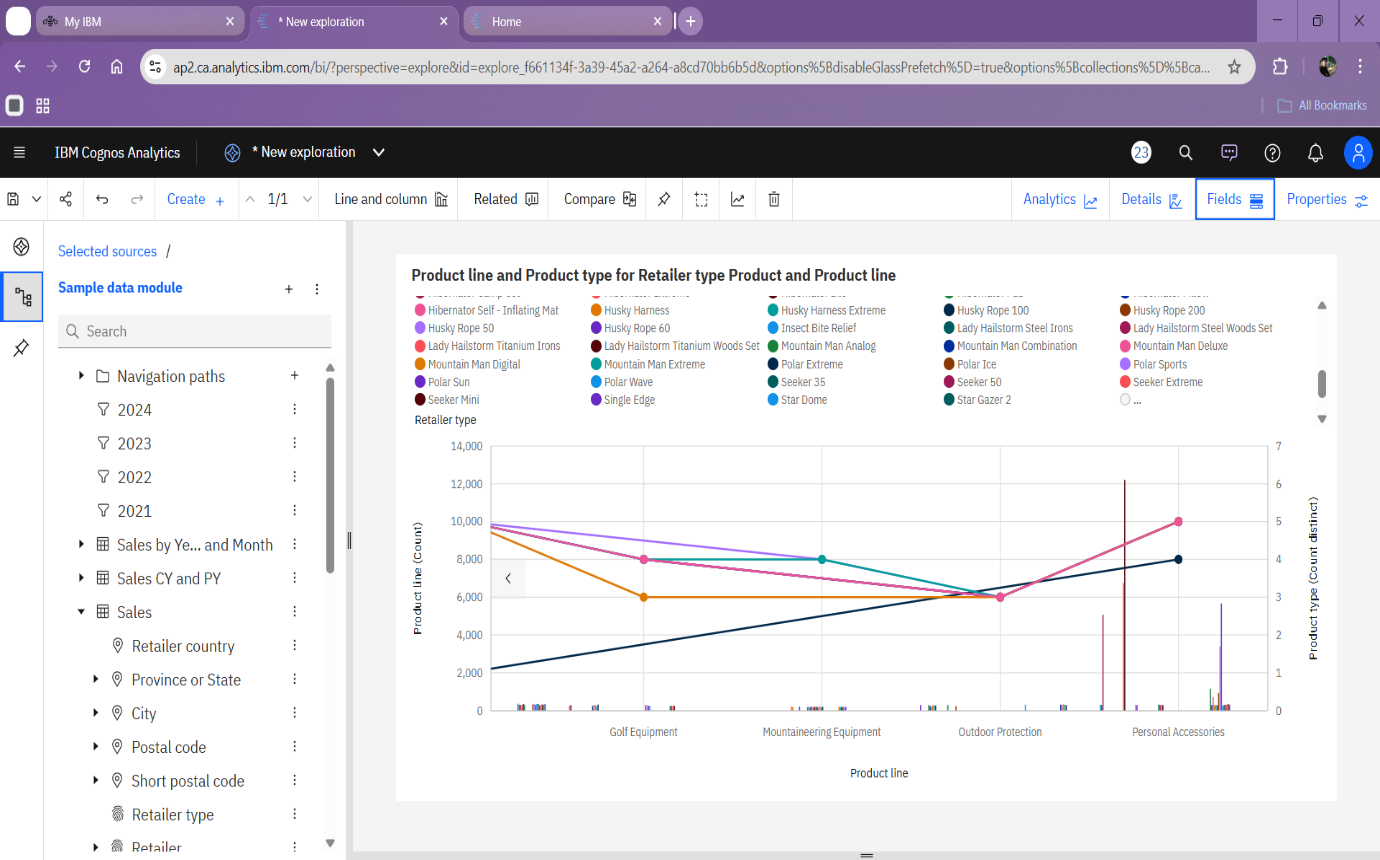 My IBM
* New exploration
Home
ap2.ca.analytics.ibm.com/bi/?perspective=explore&id=explore_f661134f-3a39-45a2-a264-a8cd70bb6b5d&options%5BdisableGlassPrefetch%5D=true&options%5Bcollections%5D%5Bca...
All Bookmarks
IBM Cognos Analytics
* New exploration
23
Create + 1/1 Line and column Related Compare Analytics Details Fields Properties
Selected sources /
Sample data module
Search
Navigation paths
2024
2023
2022
2021
Sales by Ye... and Month
Sales CY and PY
Sales
Retailer country
Province or State
City
Postal code
Short postal code
Retailer type
Retailer
Product line and Product type for Retailer type Product and Product line
Hibernator Self - Inflating Mat Husky Harness Husky Harness Extreme Husky Rope 100 Husky Rope 200
Husky Rope 50 Husky Rope 60 Insect Bite Relief Lady Hailstorm Steel Irons Lady Hailstorm Steel Woods Set
Lady Hailstorm Titanium Irons Lady Hailstorm Titanium Woods Set Mountain Man Analog Mountain Man Combination Mountain Man Deluxe
Mountain Man Digital Mountain Man Extreme Polar Extreme Polar Ice Polar Sports
Polar Sun Polar Wave Seeker 35 Seeker 50 Seeker Extreme
Seeker Mini Single Edge Star Dome Star Gazer 2 ...
Retailer type
Product line (Count)
14,000
12,000
10,000
8,000
6,000
4,000
2,000
0
7
6
5
4
3
2
1
0
Product type (Count distinct)
Golf Equipment Mountaineering Equipment Outdoor Protection Personal Accessories
Product line